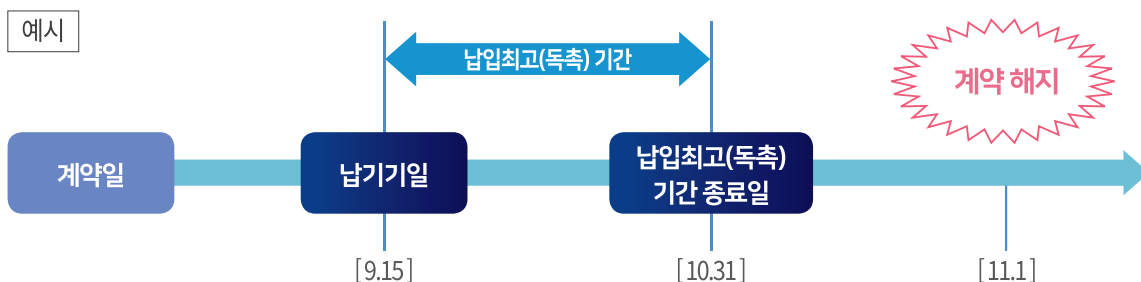 예시
납입최고(독촉) 기간
계약 해지
계약일
납기기일
납입최고(독촉)
기간 종료일
[9.15]
[10.31]
[11.1]